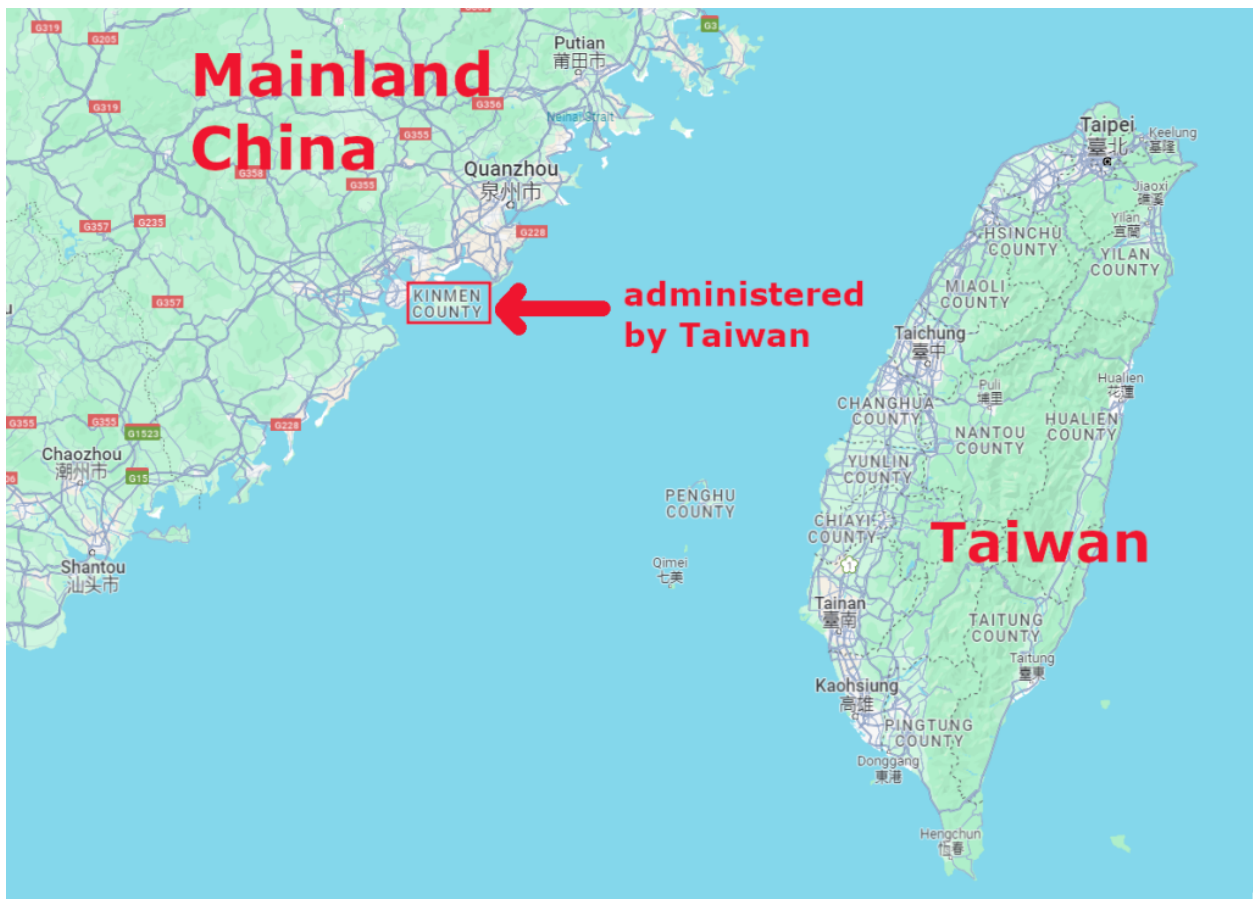 G319
G205
G3
Putian
莆田市
Mainland
China
G319
G356
Neihai Strait
G355
G358
G355
Quanzhou
泉州市
G357
G235
G228
G357
KINMEN
COUNTY
administered
by Taiwan
G355
G355
G228
G1523
Chaozhou
潮州市
G15
Shantou
汕头市
Taipei
臺北
Keelung
基隆
Jiaoxi
礁溪
Yilan
宜蘭
HSINCHU
COUNTY
YILAN
COUNTY
MIAOLI
COUNTY
Taichung
臺中
Puli
埔里
Hualien
花蓮
CHANGHUA
COUNTY
HUALIEN
COUNTY
NANTOU
COUNTY
YUNLIN
COUNTY
PENGHU
COUNTY
CHIAYI
COUNTY
Taiwan
Qimei
七美
1
Tainan
臺南
TAITUNG
COUNTY
Taitung
臺東
Kaohsiung
高雄
PINGTUNG
COUNTY
Donggang
東港
Hengchun
恆春